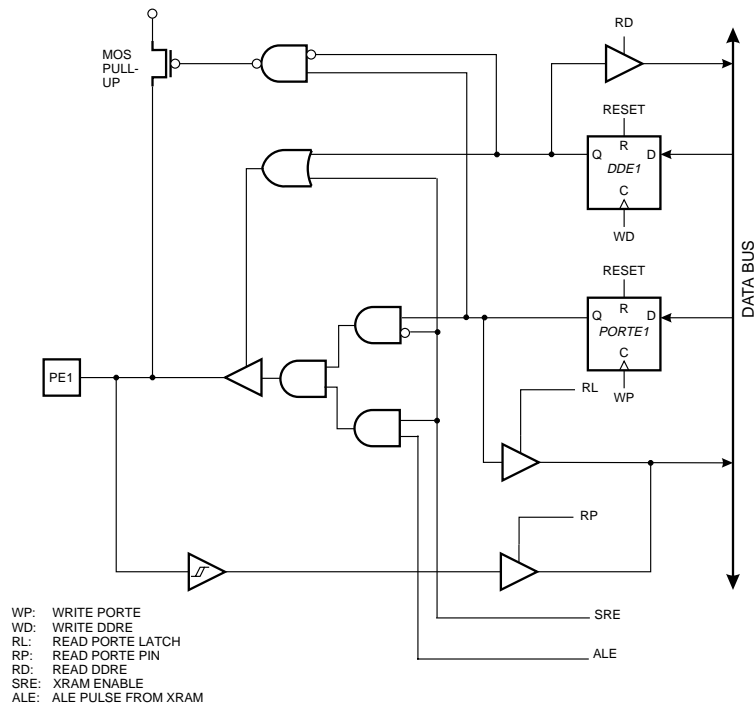 RD
MOS
PULL-
UP
RESET
R
Q
D
DDE1
C
WD
DATA BUS
RESET
R
Q
D
PORTE1
C
WP
PE1
RL
RP
SRE
ALE
WP: WRITE PORTE
WD: WRITE DDRE
RL: READ PORTE LATCH
RP: READ PORTE PIN
RD: READ DDRE
SRE: XRAM ENABLE
ALE: ALE PULSE FROM XRAM